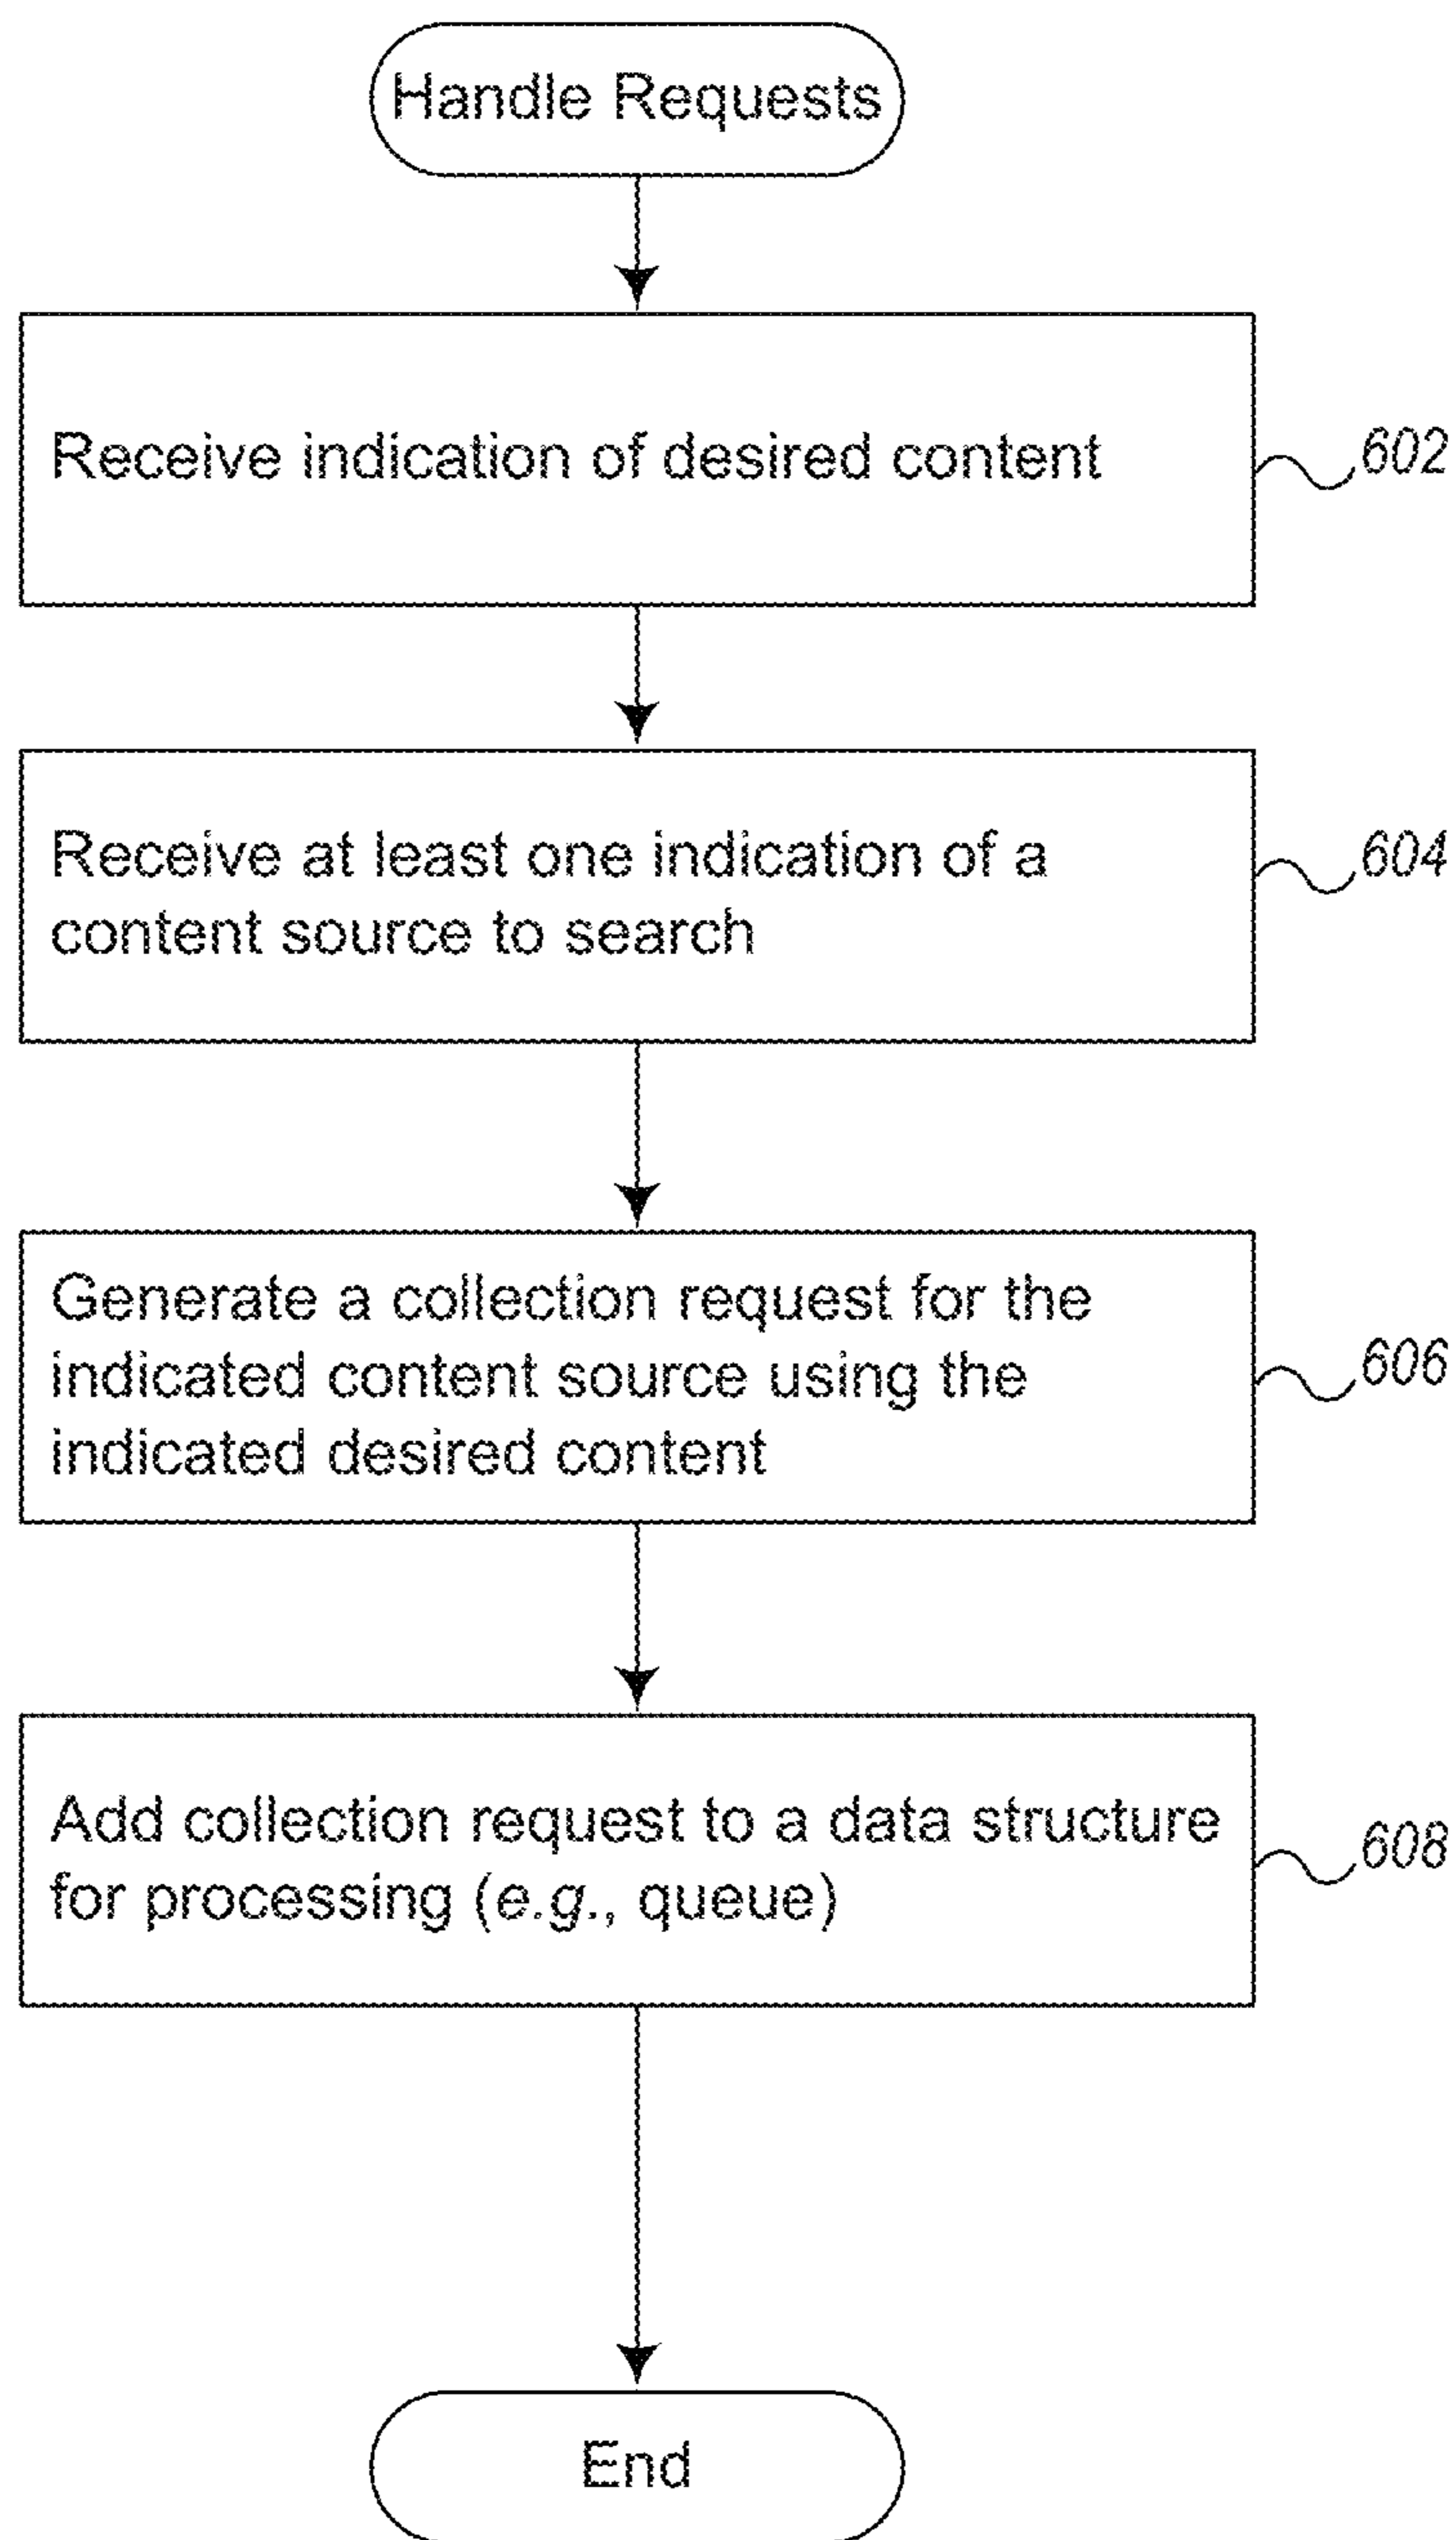 Handle Requests
Receive indication of desired content
602
Receive at least one indication of a
content source to search
604
Generate a collection request for the
indicated content source using the
indicated desired content
606
Add collection request to a data structure
for processing (e.g., queue)
608
End